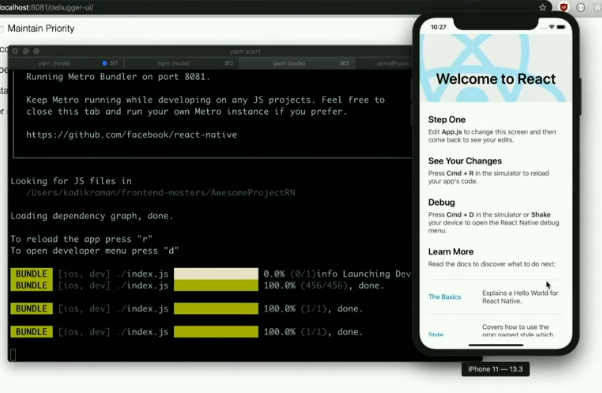 localhost:8081/debugger-ui/
Maintain Priority
yarn start
yarn (node) ⌘1
npm (node) ⌘2
yarn (node) ⌘3
Running Metro Bundler on port 8081.
Keep Metro running while developing on any JS projects. Feel free to
close this tab and run your own Metro instance if you prefer.
https://github.com/facebook/react-native
Looking for JS files in
/Users/kadikraman/frontend-masters/AwesomeProjectRN
Loading dependency graph, done.
To reload the app press "r"
To open developer menu press "d"
BUNDLE [ios, dev] ./index.js 0.0% (0/1)info Launching Dev
BUNDLE [ios, dev] ./index.js 100.0% (456/456), done.
BUNDLE [ios, dev] ./index.js 100.0% (1/1), done.
BUNDLE [ios, dev] ./index.js 100.0% (1/1), done.
10:27
Welcome to React
Step One
Edit App.js to change this screen and then
come back to see your edits.
See Your Changes
Press Cmd + R in the simulator to reload
your app's code.
Debug
Press Cmd + D in the simulator or Shake
your device to open the React Native debug
menu.
Learn More
Read the docs to discover what to do next:
The Basics
Explains a Hello World for
React Native.
Style
Covers how to use the
prop named style which
iPhone 11 — 13.3